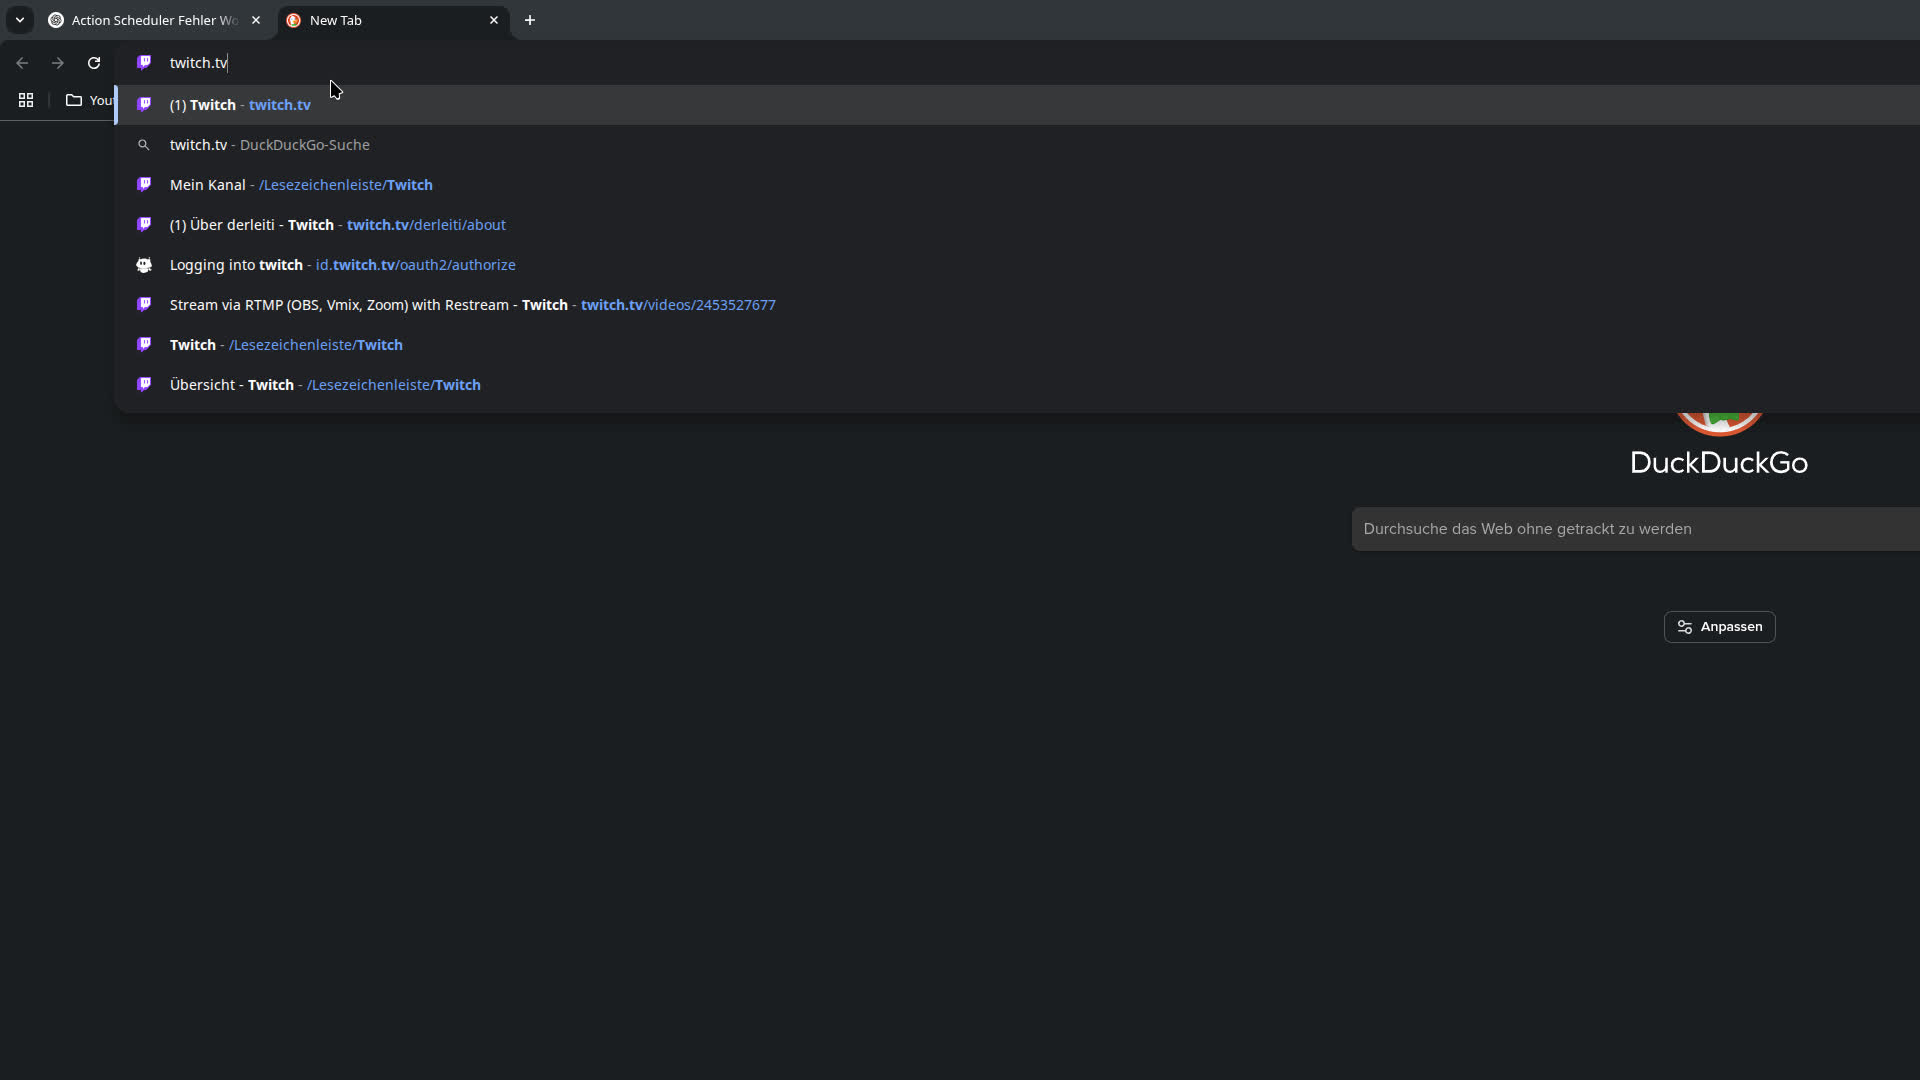 Action Scheduler Fehler Wo
New Tab
twitch.tv
You
(1) Twitch - twitch.tv
twitch.tv - DuckDuckGo-Suche
Mein Kanal - /Lesezeichenleiste/Twitch
(1) Über derleiti - Twitch - twitch.tv/derleiti/about
Logging into twitch - id.twitch.tv/oauth2/authorize
Stream via RTMP (OBS, Vmix, Zoom) with Restream - Twitch - twitch.tv/videos/2453527677
Twitch - /Lesezeichenleiste/Twitch
Übersicht - Twitch - /Lesezeichenleiste/Twitch
DuckDuckGo
Durchsuche das Web ohne getrackt zu werden
Anpassen